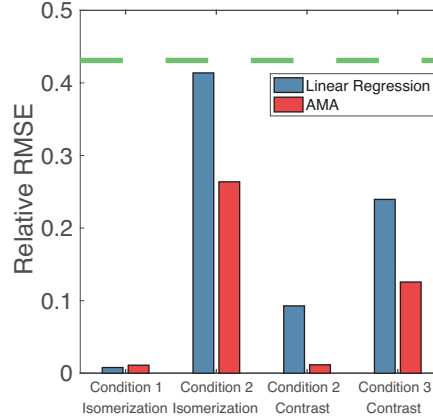 0.5
0.4
0.3
0.2
0.1
0
Relative RMSE
Linear Regression
AMA
Condition 1 Condition 2 Condition 2 Condition 3
Isomerization Isomerization Contrast Contrast